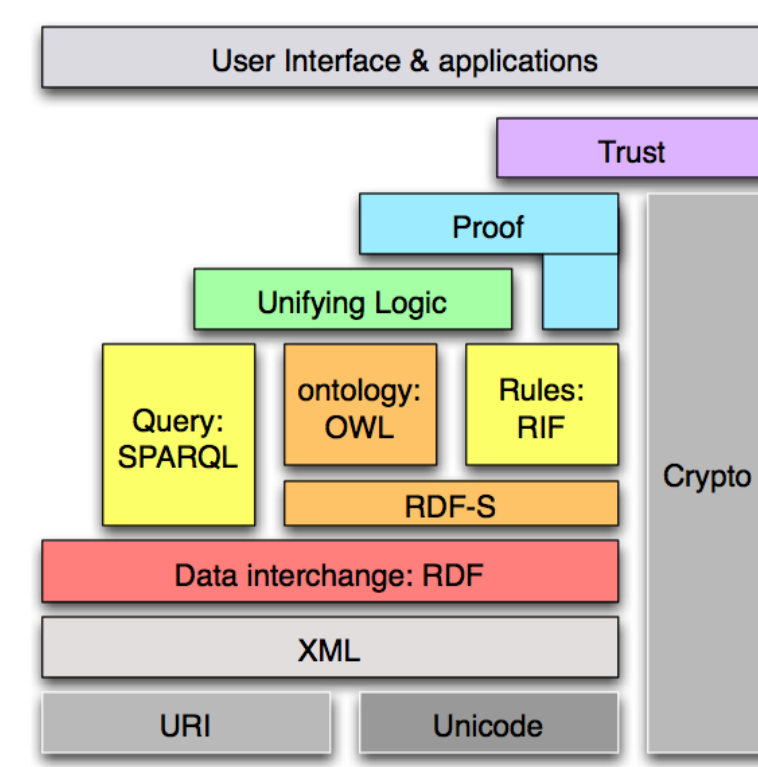 User Interface & applications
Trust
Proof
Unifying Logic
Query:
SPARQL
ontology:
OWL
Rules:
RIF
Crypto
RDF-S
Data interchange: RDF
XML
URI
Unicode